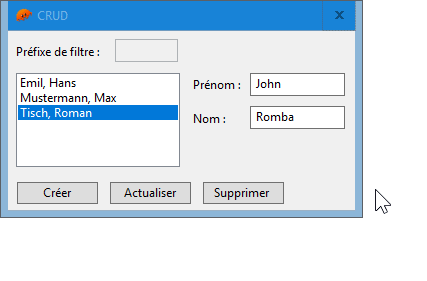 CRUD
Préfixe de filtre :
Emil, Hans
Mustermann, Max
Tisch, Roman
Prénom : John
Nom : Romba
Créer Actualiser Supprimer